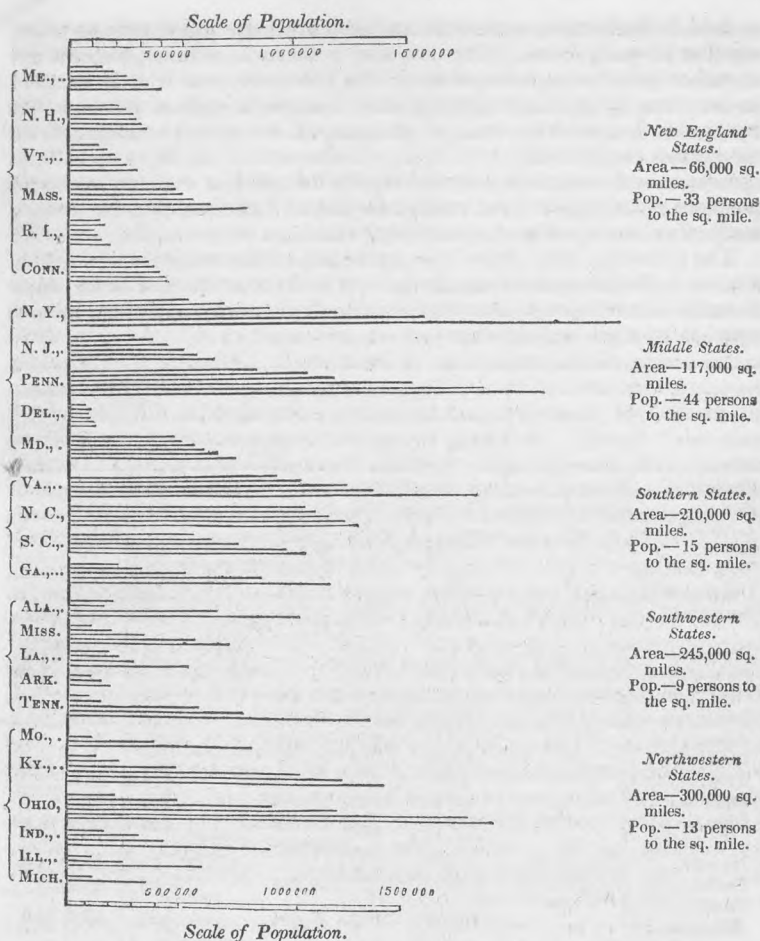 Scale of Population.
500000 1000000 1500000
ME., ..
N. H.,
VT., ..
MASS.
R. I.,
CONN.
New England
States.
Area—66,000 sq.
miles.
Pop.—33 persons
to the sq. mile.
N. Y.,
N. J., .
PENN.
DEL., .
MD., .
Middle States.
Area—117,000 sq.
miles.
Pop.—44 persons
to the sq. mile.
VA., ..
N. C.,
S. C., .
GA., ..
Southern States.
Area—210,000 sq.
miles.
Pop.—15 persons
to the sq. mile.
ALA., .
MISS.
LA., ..
ARK.
TENN.
Southwestern
States.
Area—245,000 sq.
miles.
Pop.—9 persons to
the sq. mile.
MO., .
KY., ..
OHIO,
IND., .
ILL., .
MICH.
Northwestern
States.
Area—300,000 sq.
miles.
Pop.—13 persons
to the sq. mile.
500000 1000000 1500000
Scale of Population.